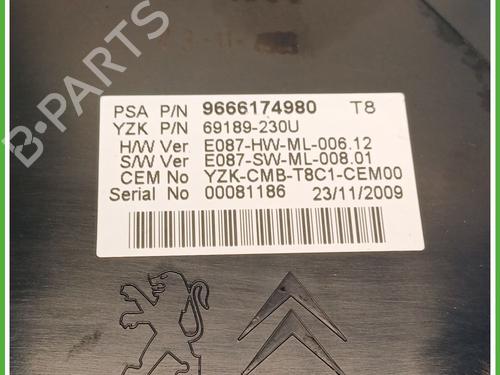 B-PARTS
PSA P/N 9666174980 T8
YZK P/N 69189-230U
H/W Ver E087-HW-ML-006.12
S/W Ver E087-SW-ML-008.01
CEM No YZK-CMB-T8C1-CEM00
Serial No 00081186 23/11/2009